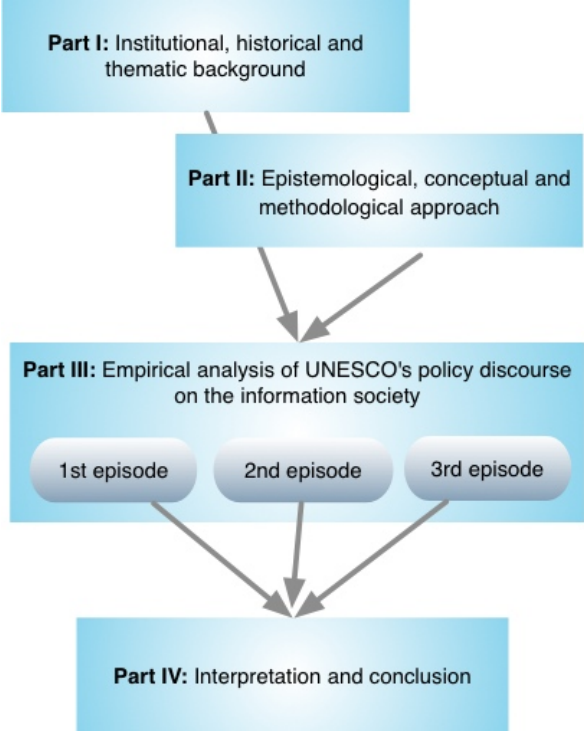 Part I: Institutional, historical and
thematic background
Part II: Epistemological, conceptual and
methodological approach
Part III: Empirical analysis of UNESCO's policy discourse
on the information society
1st episode
2nd episode
3rd episode
Part IV: Interpretation and conclusion